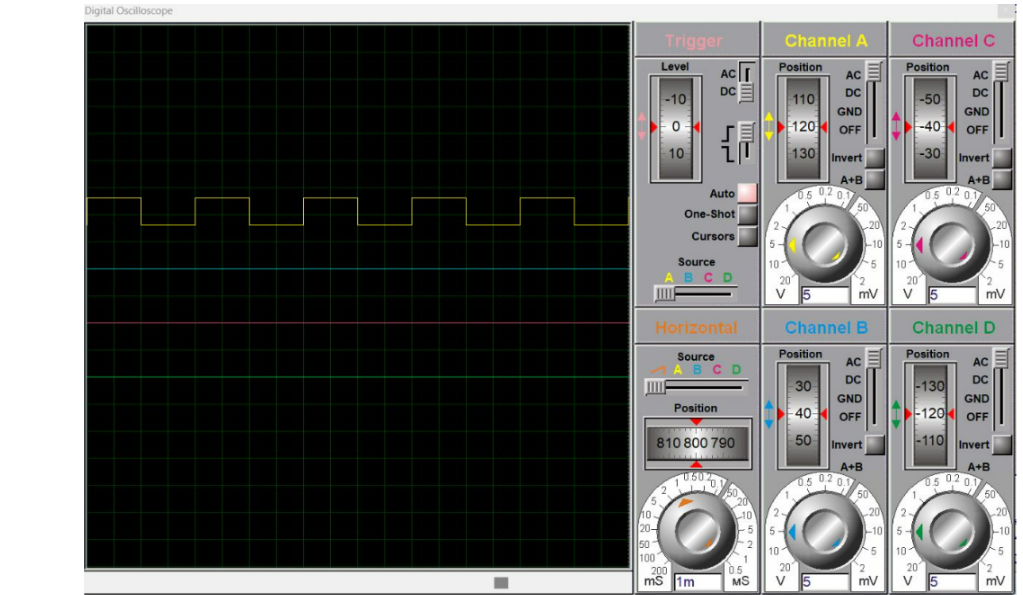 Digital Oscilloscope
Trigger
Level
AC
DC
-10
0
10
Auto
One-Shot
Cursors
Source
A B C D
Channel A
Position
AC
DC
GND
OFF
110
120
130
Invert
A+B
2 1 0.5 0.2 0.1 50 20
5 10
10 5
20 2
V 5 mV
Channel C
Position
AC
DC
GND
OFF
-50
-40
-30
Invert
A+B
2 1 0.5 0.2 0.1 50 20
5 10
10 5
20 2
V 5 mV
Horizontal
Source
A B C D
Position
810 800 790
5 2 1 0.5 0.2 0.1 50 20
10 10
20 5
50 2
100 1
200 0.5
mS 1m мS
Channel B
Position
AC
DC
GND
OFF
30
40
50
Invert
A+B
2 1 0.5 0.2 0.1 50 20
5 10
10 5
20 2
V 5 mV
Channel D
Position
AC
DC
GND
OFF
-130
-120
-110
Invert
A+B
2 1 0.5 0.2 0.1 50 20
5 10
10 5
20 2
V 5 mV